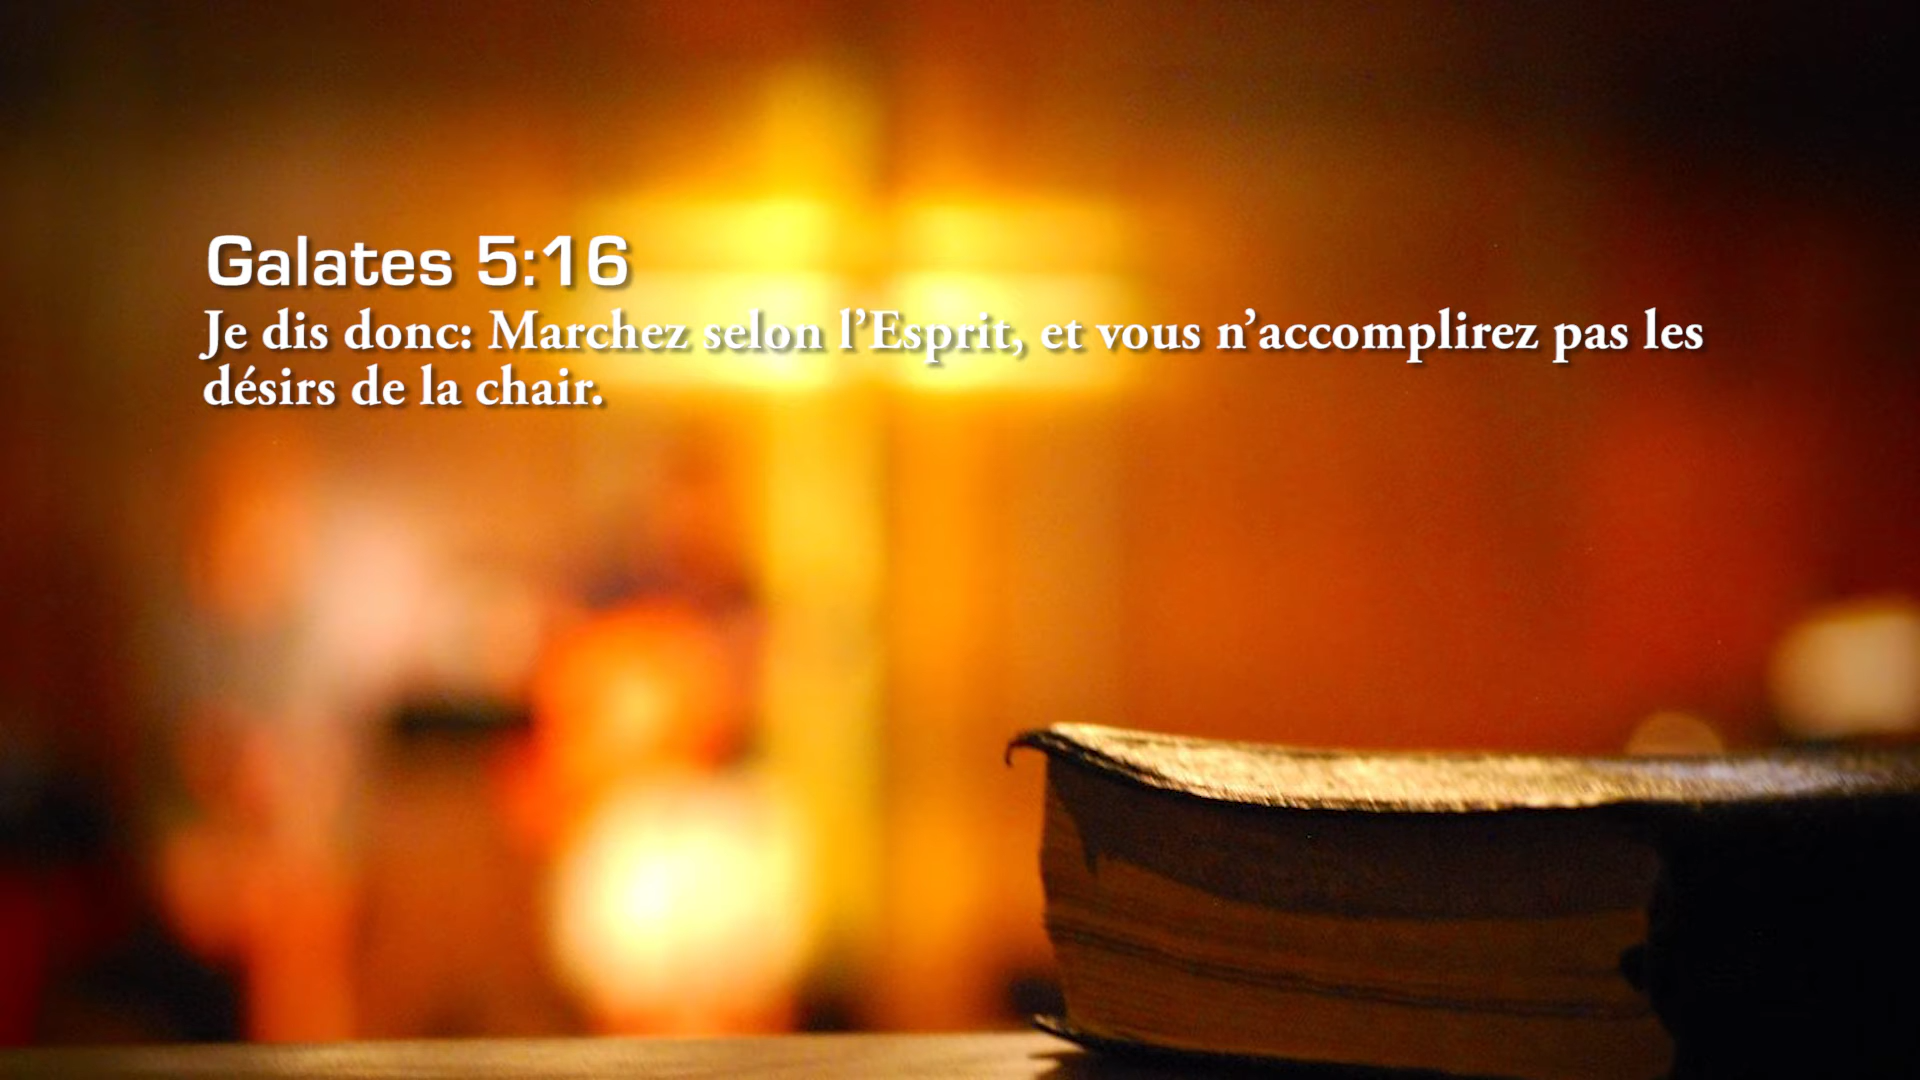 Galates 5:16
Je dis donc: Marchez selon l’Esprit, et vous n’accomplirez pas les
désirs de la chair.